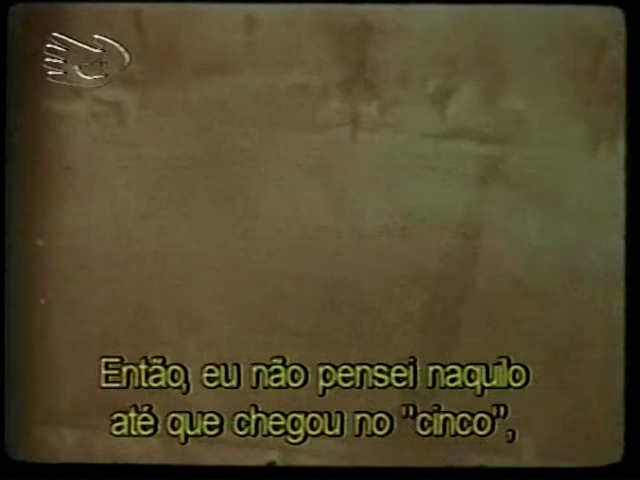 Então, eu não pensei naquilo
até que chegou no "cinco",